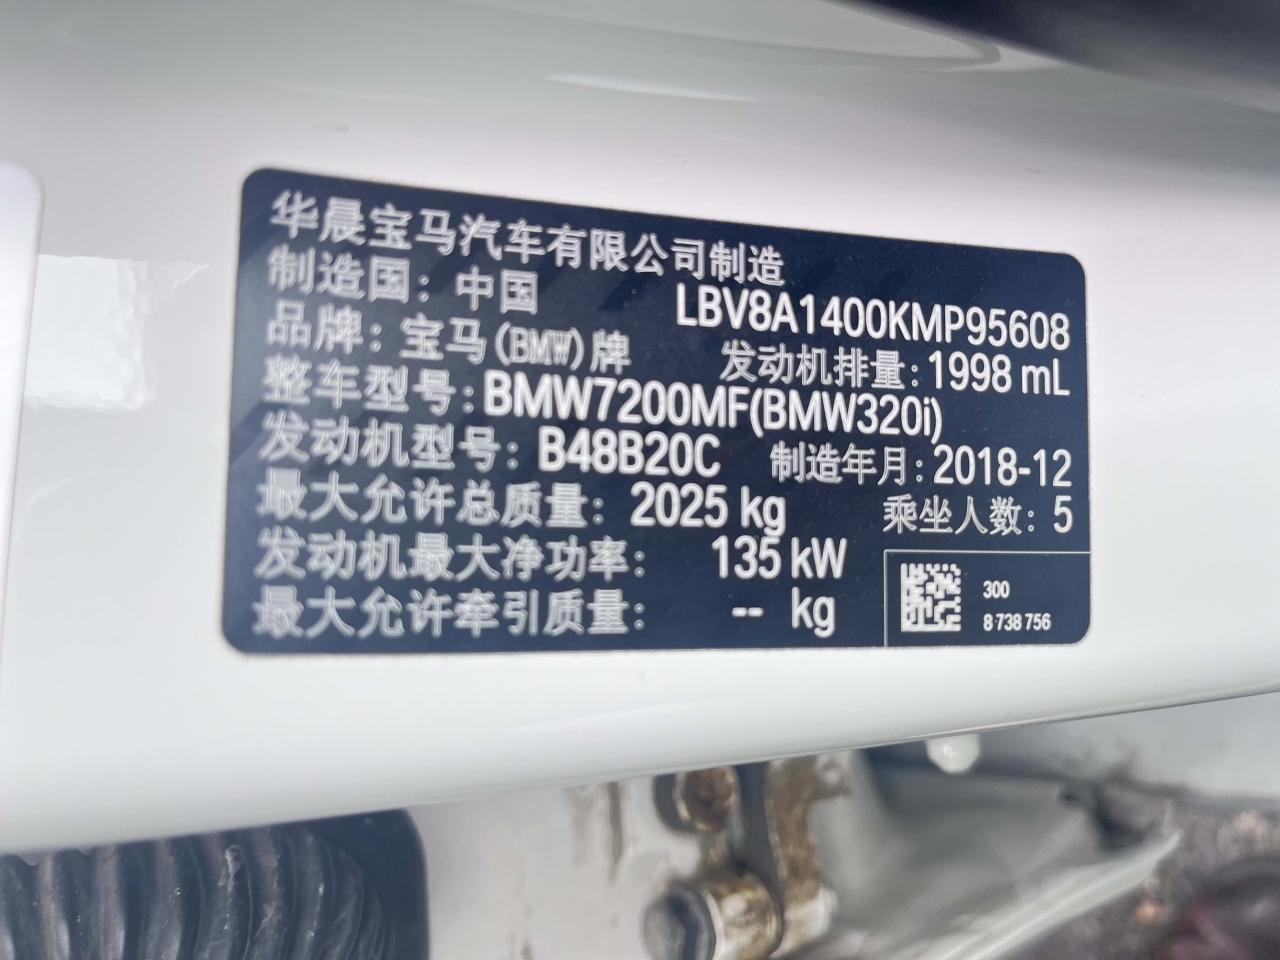 华晨宝马汽车有限公司制造
制造国：中国 LBV8A1400KMP95608
品牌：宝马(BMW)牌 发动机排量：1998 mL
整车型号：BMW7200MF(BMW320i)
发动机型号：B48B20C 制造年月：2018-12
最大允许总质量：2025 kg 乘坐人数：5
发动机最大净功率：135 kW
最大允许牵引质量：-- kg
300
8 738 756